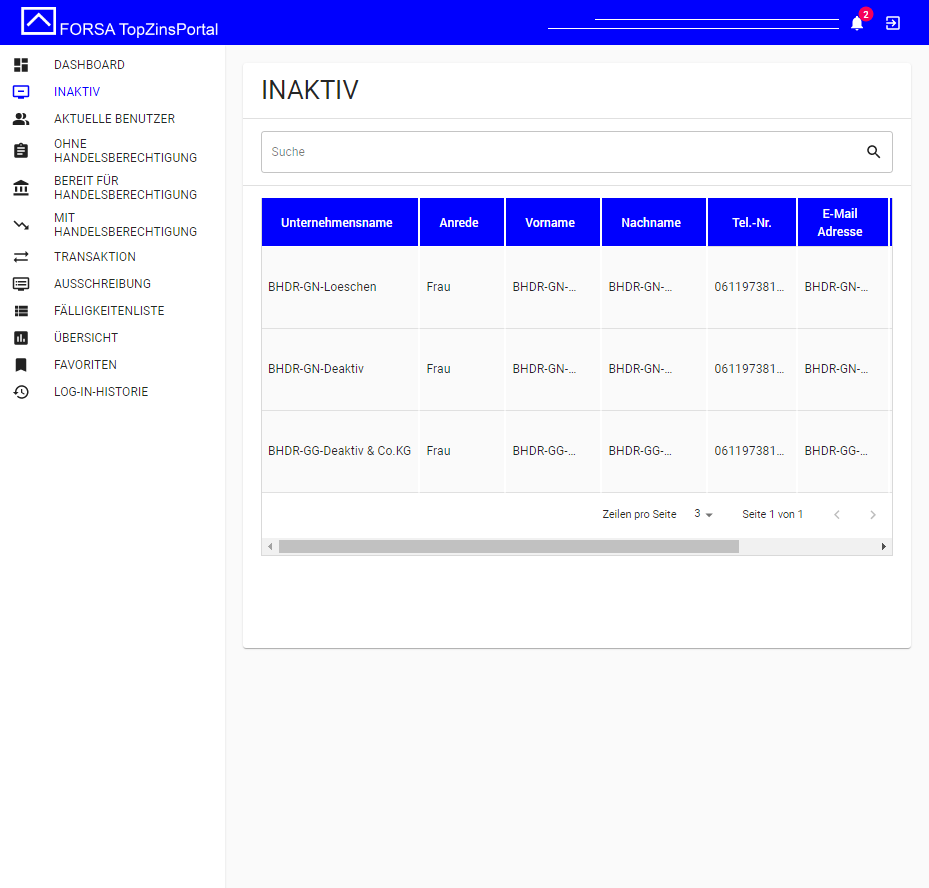 FORSA TopZinsPortal
2
DASHBOARD
INAKTIV
AKTUELLE BENUTZER
OHNE
HANDELSBERECHTIGUNG
BEREIT FÜR
HANDELSBERECHTIGUNG
MIT
HANDELSBERECHTIGUNG
TRANSAKTION
AUSSCHREIBUNG
FÄLLIGKEITENLISTE
ÜBERSICHT
FAVORITEN
LOG-IN-HISTORIE
INAKTIV
Suche
Unternehmensname Anrede Vorname Nachname Tel.-Nr. E-Mail
Adresse
BHDR-GN-Loeschen Frau BHDR-GN-... BHDR-GN-... 061197381... BHDR-GN-...
BHDR-GN-Deaktiv Frau BHDR-GN-... BHDR-GN-... 061197381... BHDR-GN-...
BHDR-GG-Deaktiv & Co.KG Frau BHDR-GG-... BHDR-GG-... 061197381... BHDR-GG-...
Zeilen pro Seite 3 Seite 1 von 1